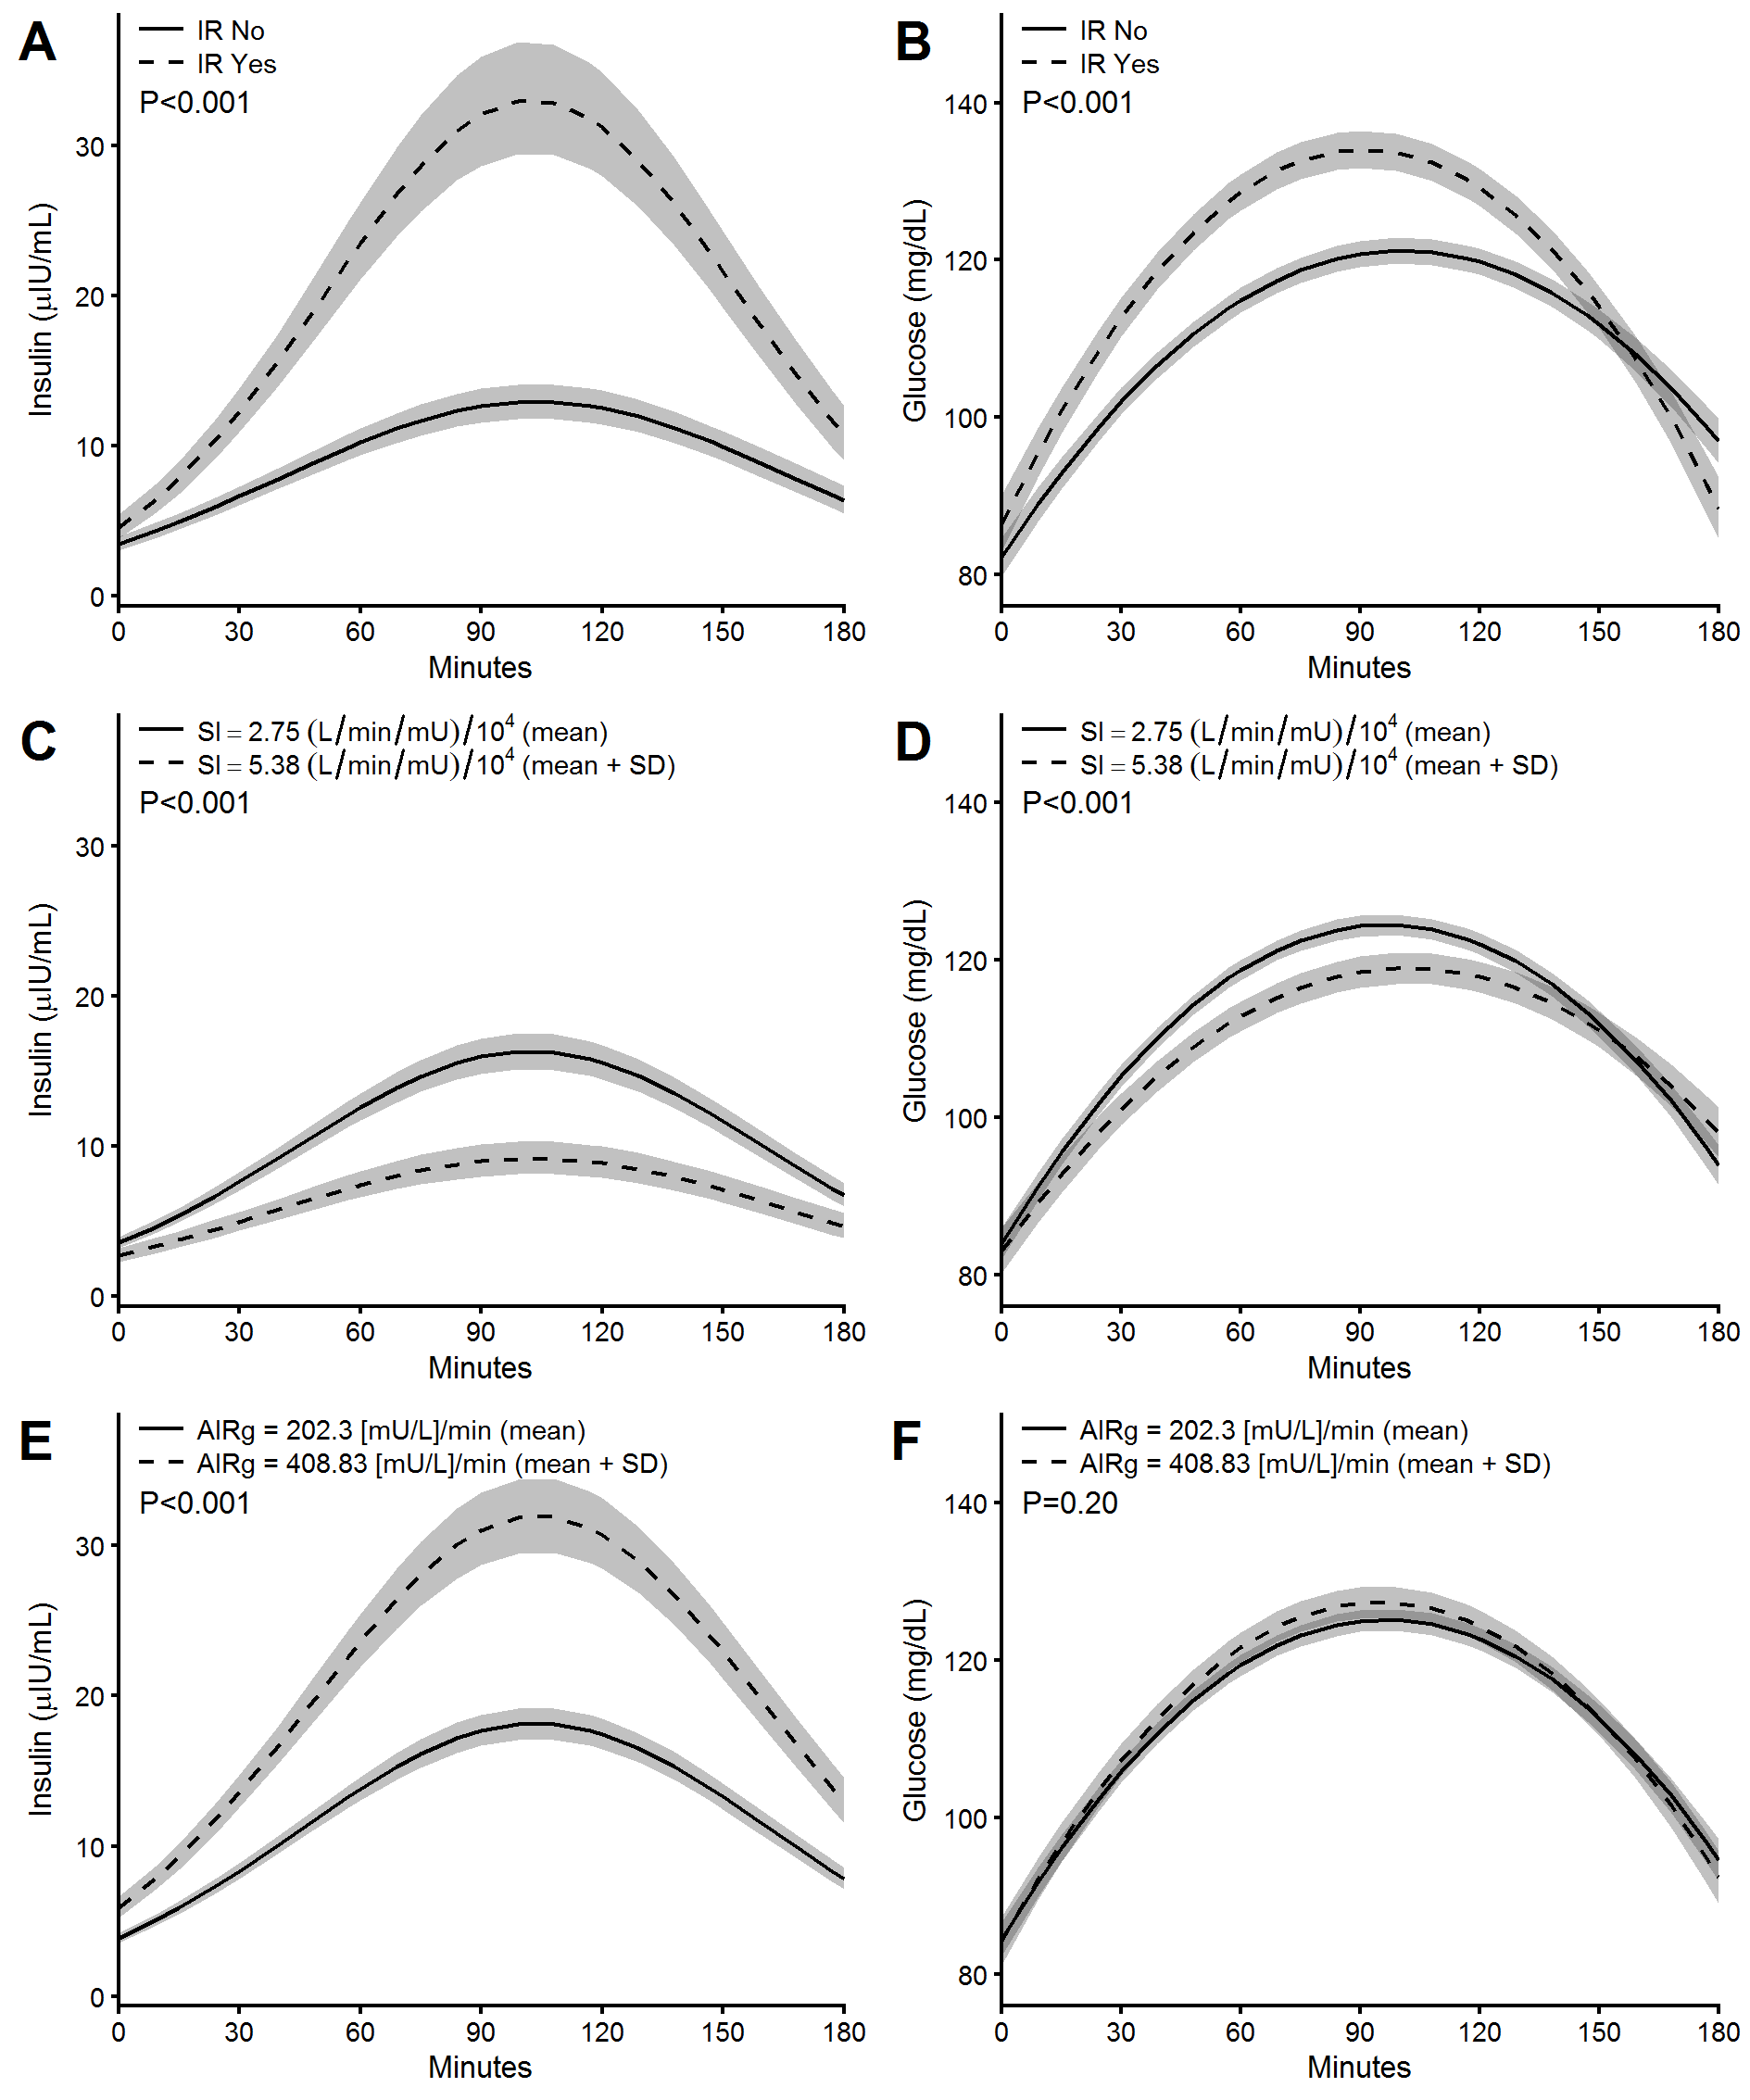 A
IR No
IR Yes
P<0.001
30
20
10
0
Insulin (μIU/mL)
0 30 60 90 120 150 180
Minutes
B
IR No
IR Yes
P<0.001
140
120
100
80
Glucose (mg/dL)
0 30 60 90 120 150 180
Minutes
C
SI = 2.75 (L/min/mU)/10⁴ (mean)
SI = 5.38 (L/min/mU)/10⁴ (mean + SD)
P<0.001
30
20
10
0
Insulin (μIU/mL)
0 30 60 90 120 150 180
Minutes
D
SI = 2.75 (L/min/mU)/10⁴ (mean)
SI = 5.38 (L/min/mU)/10⁴ (mean + SD)
P<0.001
140
120
100
80
Glucose (mg/dL)
0 30 60 90 120 150 180
Minutes
E
AIRg = 202.3 [mU/L]/min (mean)
AIRg = 408.83 [mU/L]/min (mean + SD)
P<0.001
30
20
10
0
Insulin (μIU/mL)
0 30 60 90 120 150 180
Minutes
F
AIRg = 202.3 [mU/L]/min (mean)
AIRg = 408.83 [mU/L]/min (mean + SD)
P=0.20
140
120
100
80
Glucose (mg/dL)
0 30 60 90 120 150 180
Minutes